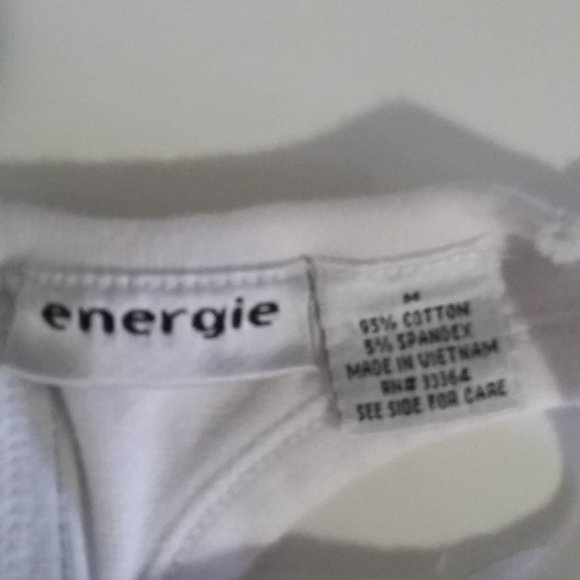 energie
M
95% COTTON
5% SPANDEX
MADE IN VIETNAM
RN# 33364
SEE SIDE FOR CARE